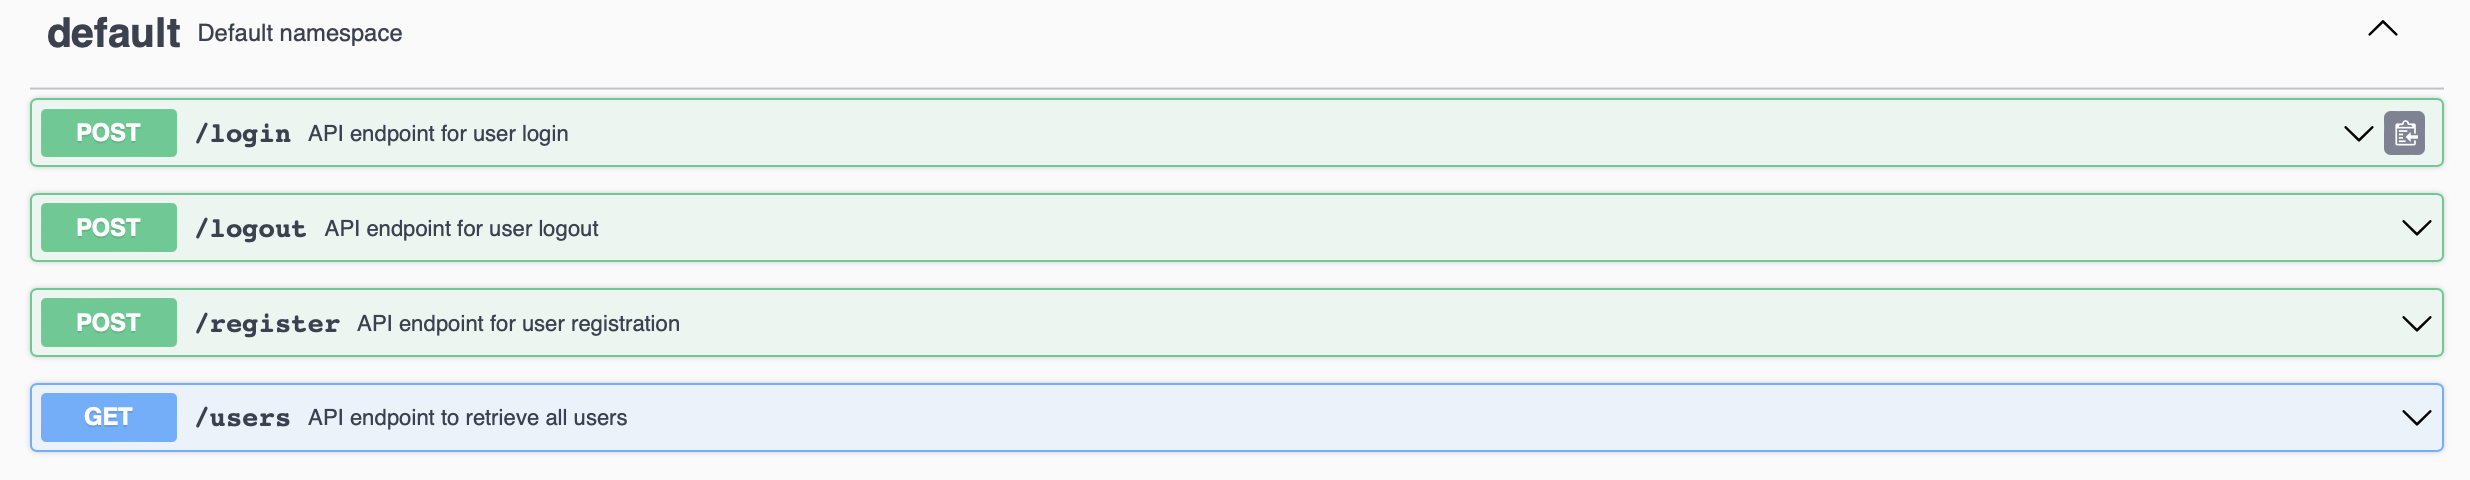 default Default namespace
POST /login API endpoint for user login
POST /logout API endpoint for user logout
POST /register API endpoint for user registration
GET /users API endpoint to retrieve all users